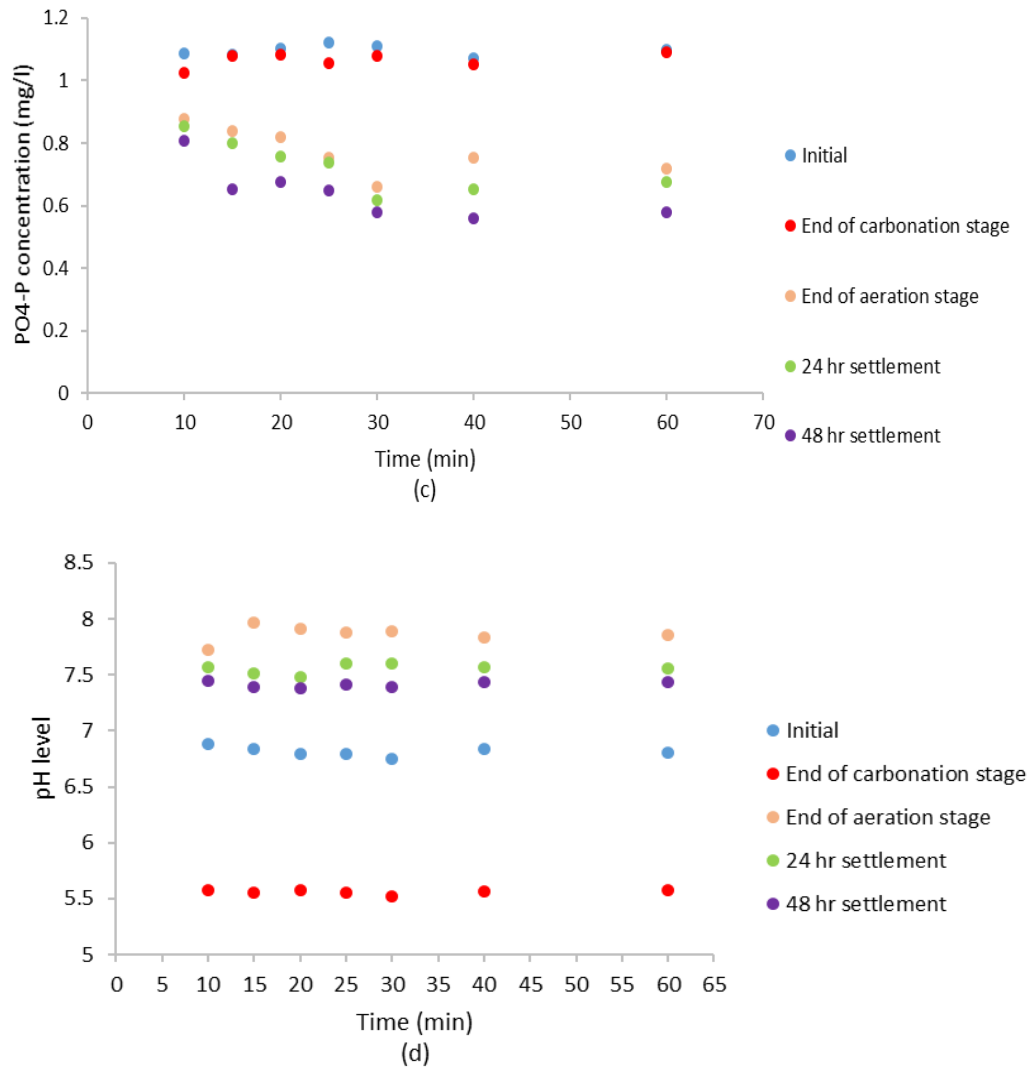 PO4-P concentration (mg/l)
1.2
1
0.8
0.6
0.4
0.2
0
0 10 20 30 40 50 60 70
Time (min)
(c)
Initial
End of carbonation stage
End of aeration stage
24 hr settlement
48 hr settlement
pH level
8.5
8
7.5
7
6.5
6
5.5
5
0 5 10 15 20 25 30 35 40 45 50 55 60 65
Time (min)
(d)
Initial
End of carbonation stage
End of aeration stage
24 hr settlement
48 hr settlement